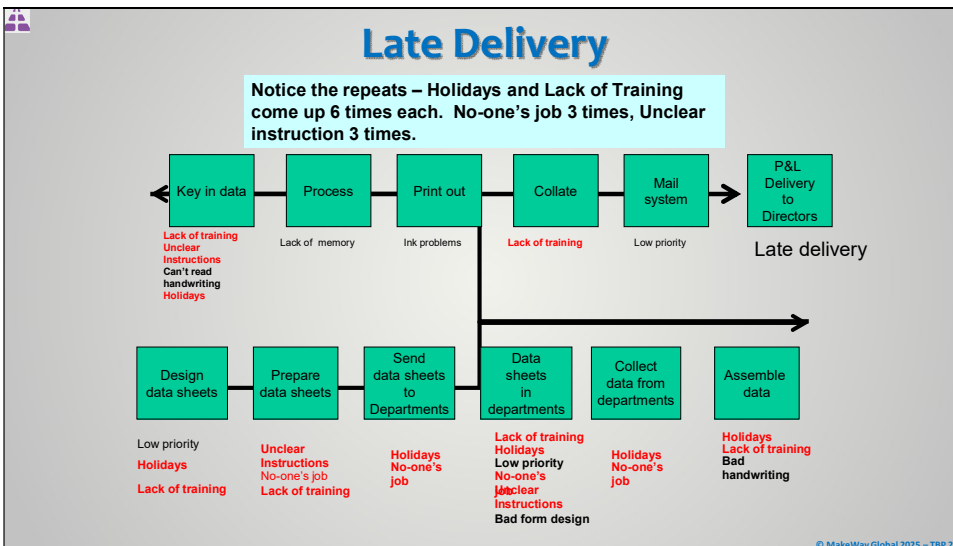 Late Delivery
Notice the repeats – Holidays and Lack of Training
come up 6 times each.  No-one's job 3 times, Unclear
instruction 3 times.
Key in data
Process
Print out
Collate
Mail
system
P&L
Delivery
to
Directors
Lack of training
Unclear
Instructions
Can't read
handwriting
Holidays
Lack of  memory
Ink problems
Lack of training
Low priority
Late delivery
Design
data sheets
Prepare
data sheets
Send
data sheets
to
Departments
Data
sheets
in
departments
Collect
data from
departments
Assemble
data
Low priority
Holidays
Lack of training
Unclear
Instructions
No-one's job
Lack of training
Holidays
No-one's
job
Lack of training
Holidays
Low priority
No-one's
job
Unclear
Instructions
Bad form design
Holidays
No-one's
job
Holidays
Lack of training
Bad
handwriting
© MakeWay Global 2025 – TBP 2